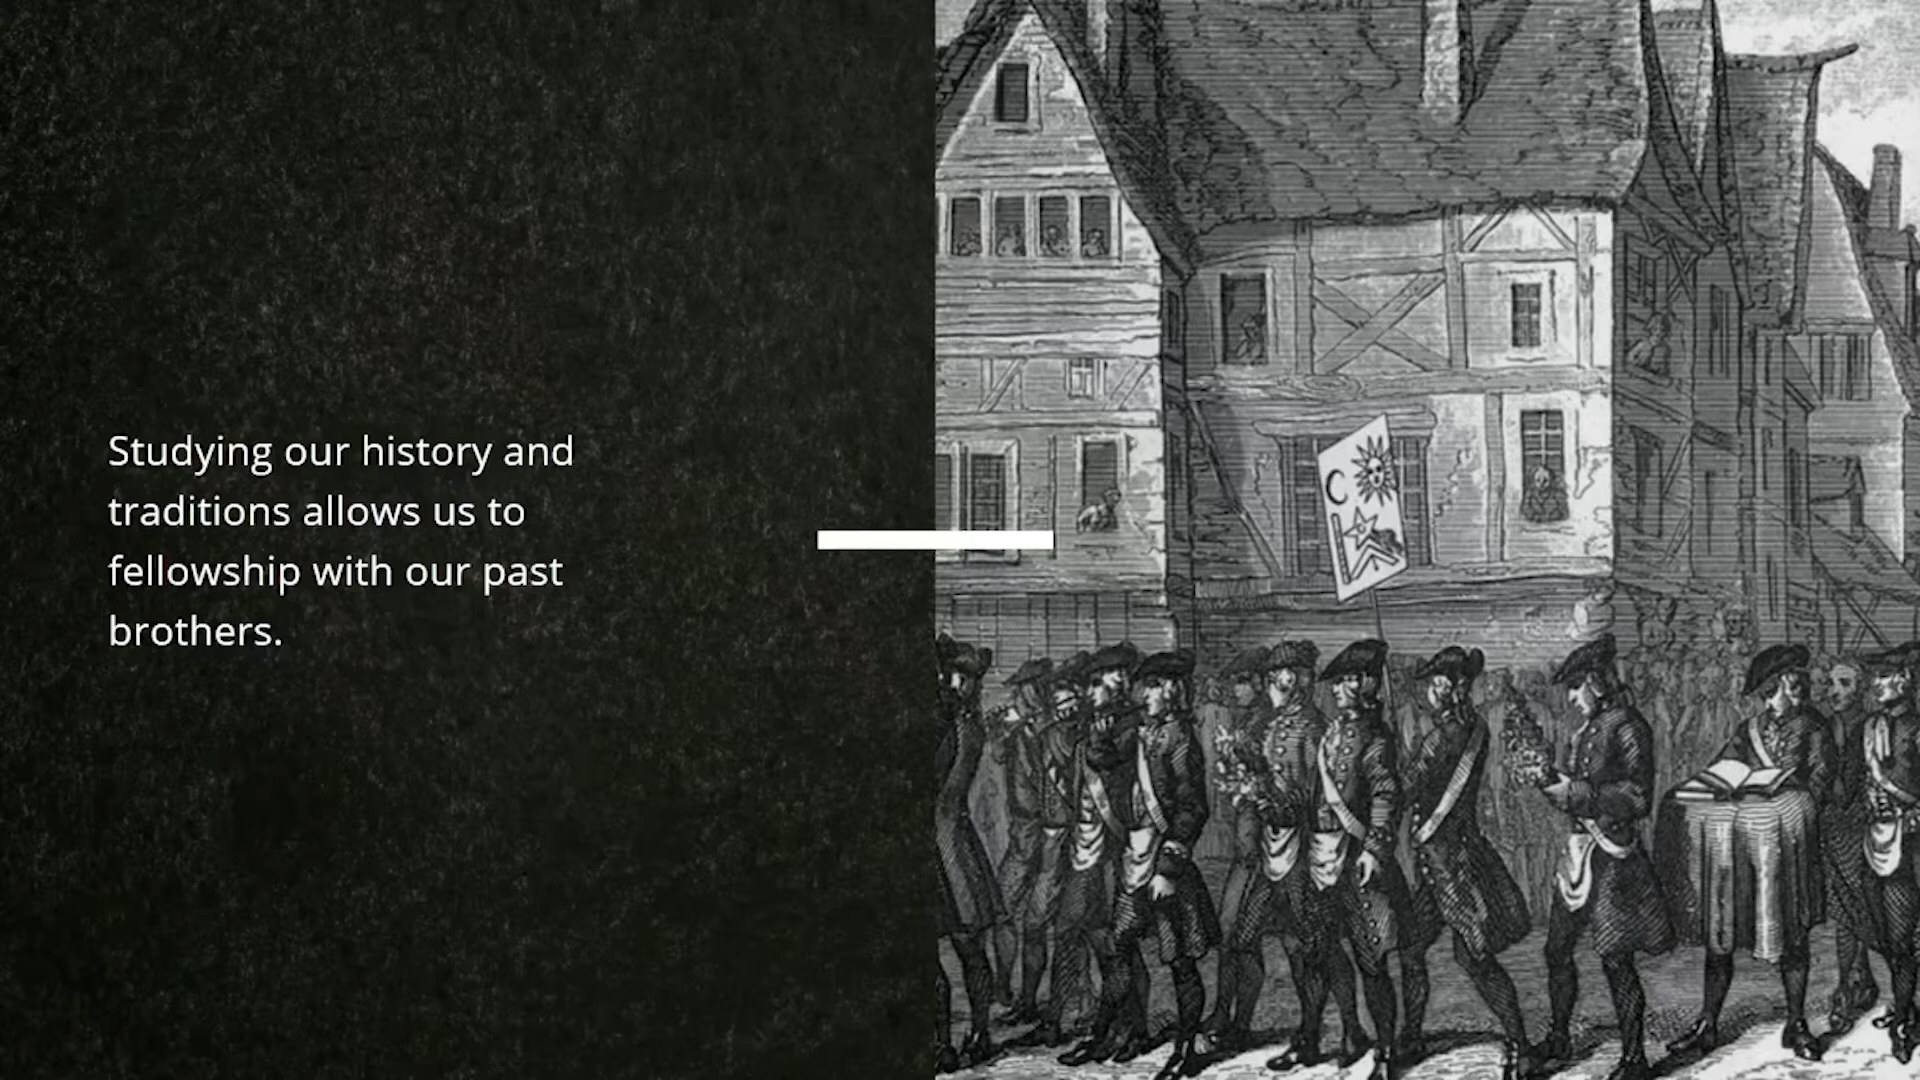 Studying our history and
traditions allows us to
fellowship with our past
brothers.